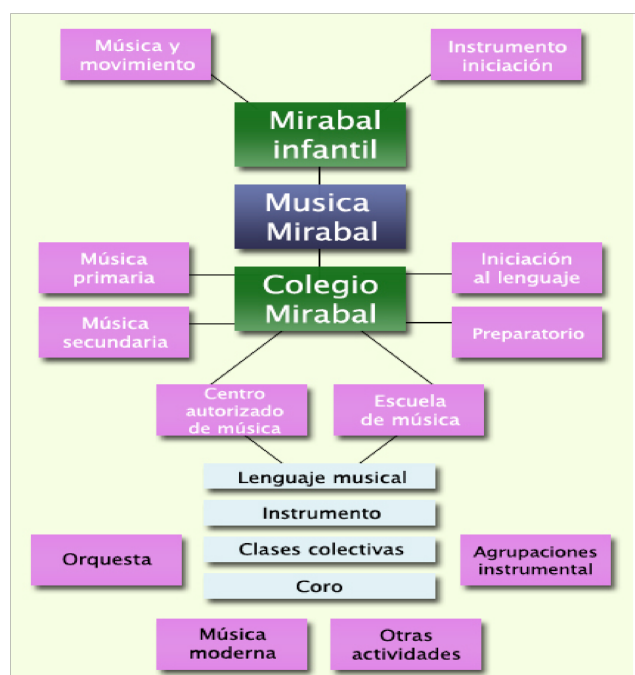 Música y
movimiento
Instrumento
iniciación
Mirabal
infantil
Musica
Mirabal
Música
primaria
Iniciación
al lenguaje
Colegio
Mirabal
Música
secundaria
Preparatorio
Centro
autorizado
de música
Escuela
de música
Lenguaje musical
Instrumento
Clases colectivas
Coro
Orquesta
Agrupaciones
instrumental
Música
moderna
Otras
actividades